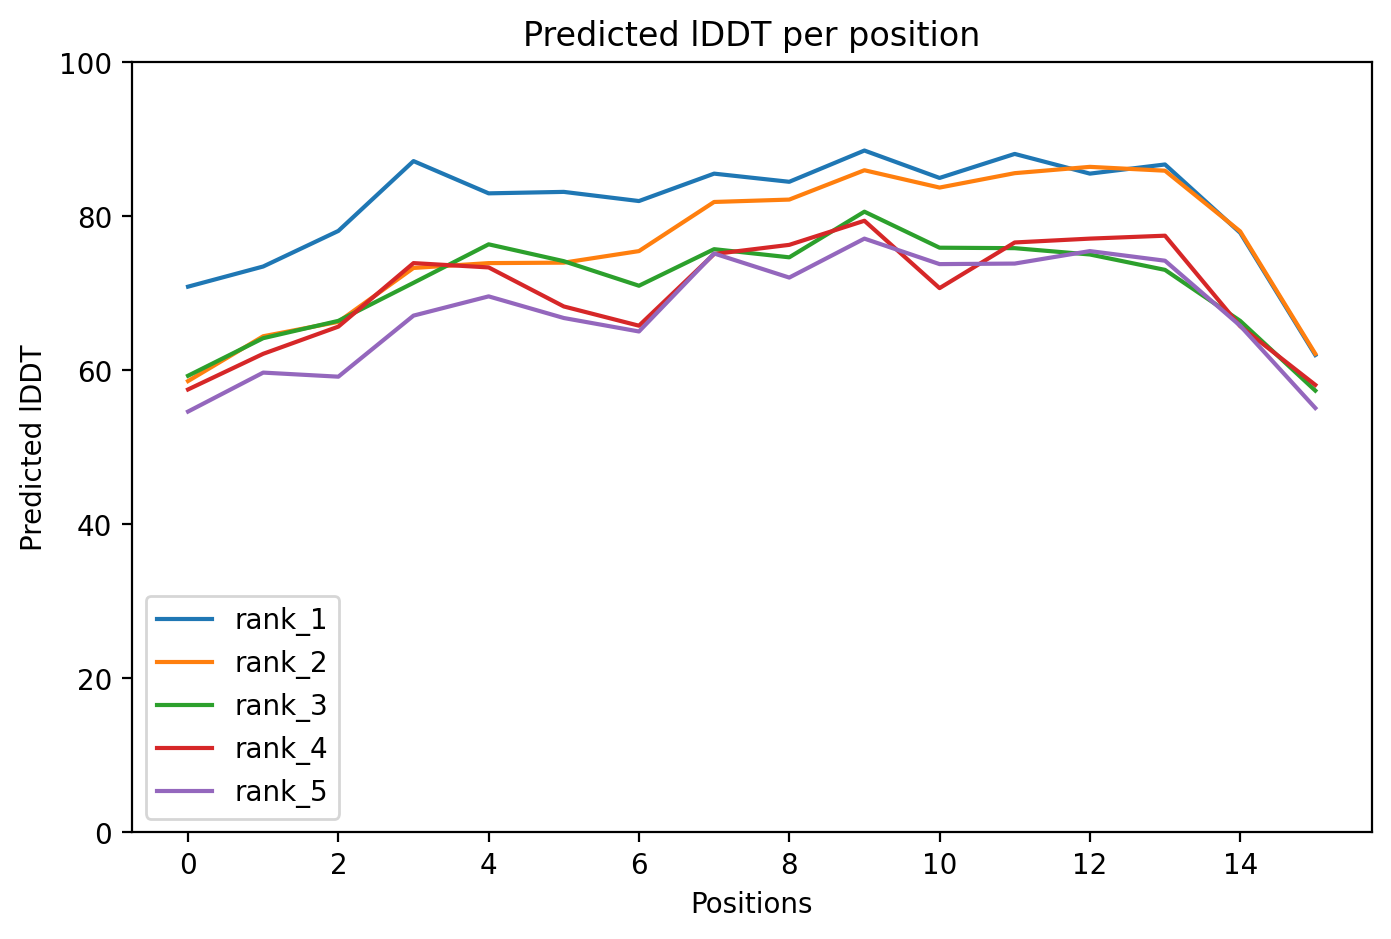 Predicted lDDT per position
100
80
60
40
20
0
Predicted lDDT
rank_1
rank_2
rank_3
rank_4
rank_5
0 2 4 6 8 10 12 14
Positions